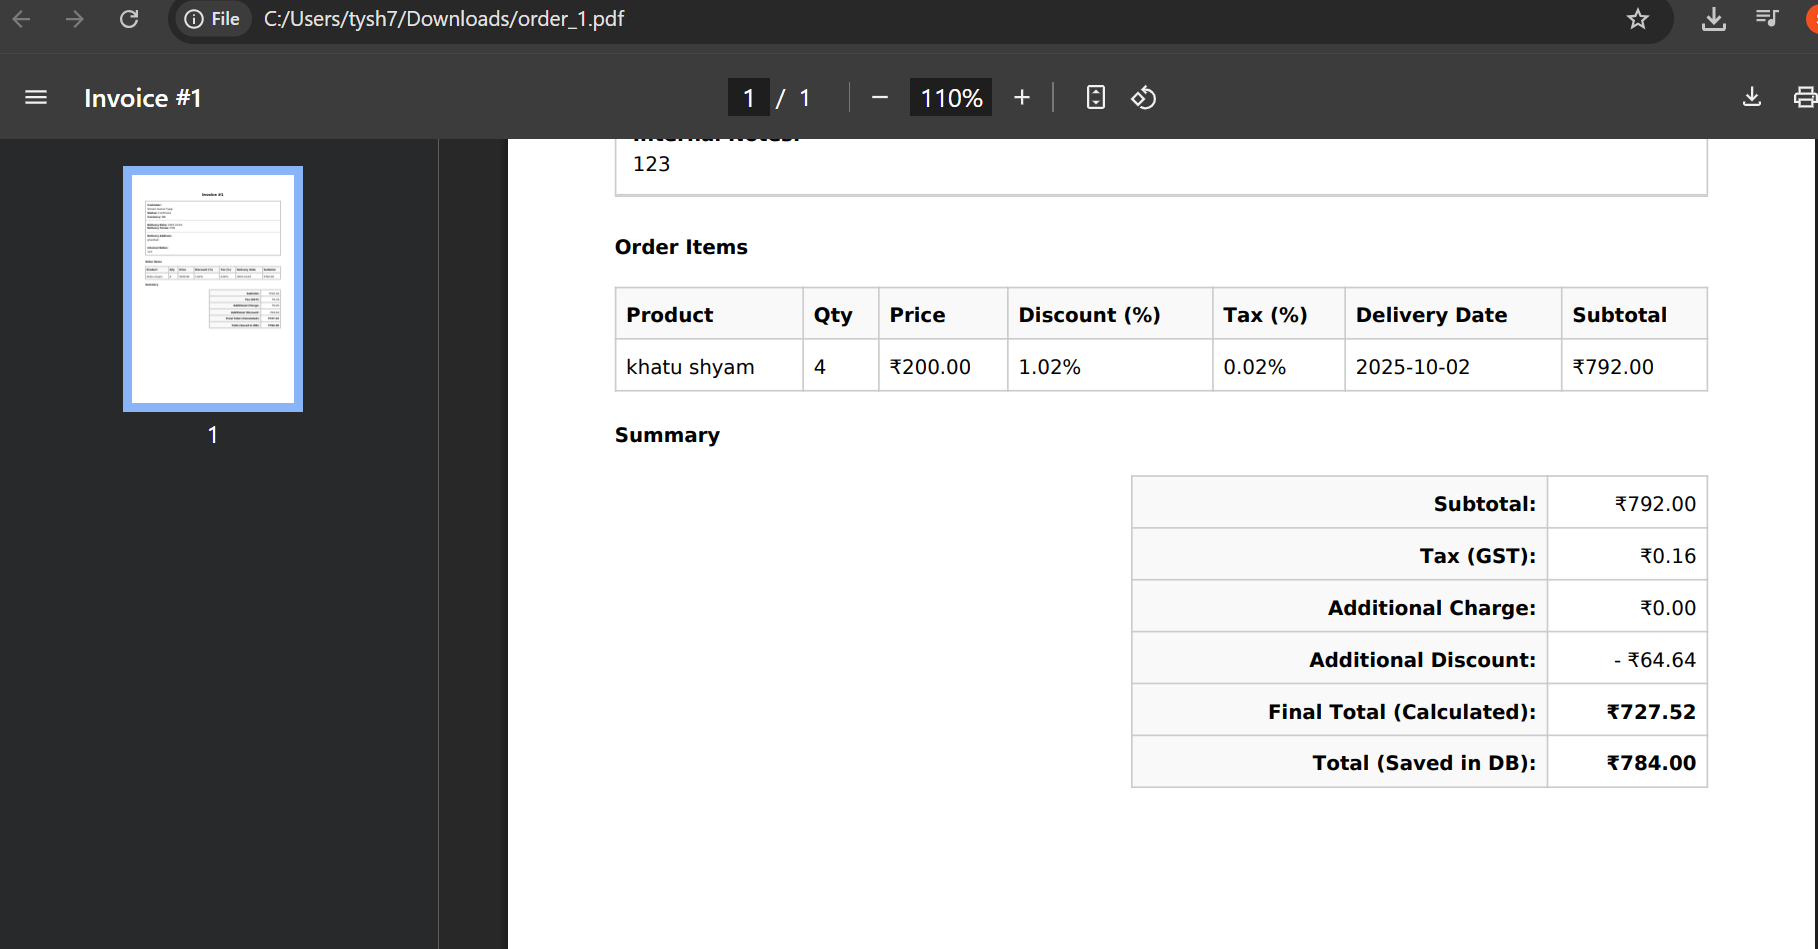 File C:/Users/tysh7/Downloads/order_1.pdf
Invoice #1 1 / 1 110%
123
Order Items
Product Qty Price Discount (%) Tax (%) Delivery Date Subtotal
khatu shyam 4 ₹200.00 1.02% 0.02% 2025-10-02 ₹792.00
1
Summary
Subtotal: ₹792.00
Tax (GST): ₹0.16
Additional Charge: ₹0.00
Additional Discount: - ₹64.64
Final Total (Calculated): ₹727.52
Total (Saved in DB): ₹784.00